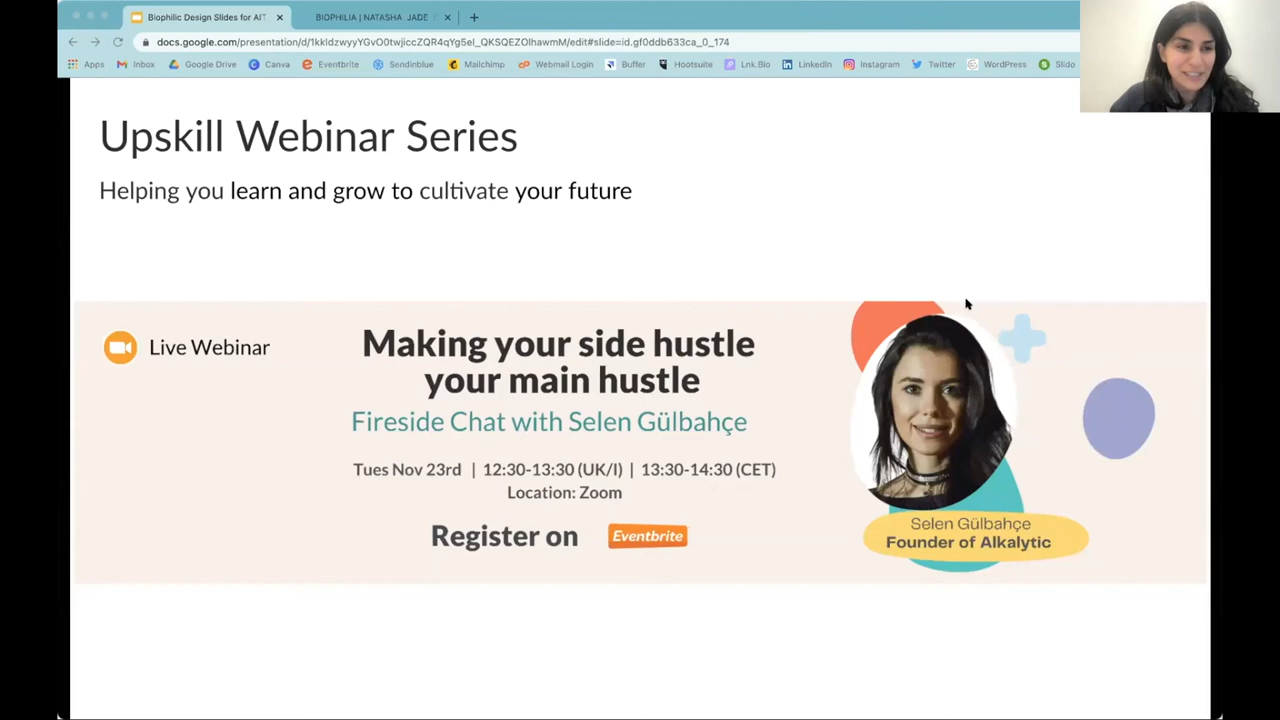 Biophilic Design Slides for AIT
BIOPHILIA | NATASHA JADE
docs.google.com/presentation/d/1kkldzwyyYGvO0twjiccZQR4qYg5el_QKSQEZOlhawmM/edit#slide=id.gf0ddb633ca_0_174
Apps Inbox Google Drive Canva Eventbrite Sendinblue Mailchimp Webmail Login Buffer Hootsuite Lnk.Bio LinkedIn Instagram Twitter WordPress Slido
Upskill Webinar Series
Helping you learn and grow to cultivate your future
Live Webinar
Making your side hustle
your main hustle
Fireside Chat with Selen Gülbahçe
Tues Nov 23rd | 12:30-13:30 (UK/I) | 13:30-14:30 (CET)
Location: Zoom
Register on Eventbrite
Selen Gülbahçe
Founder of Alkalytic